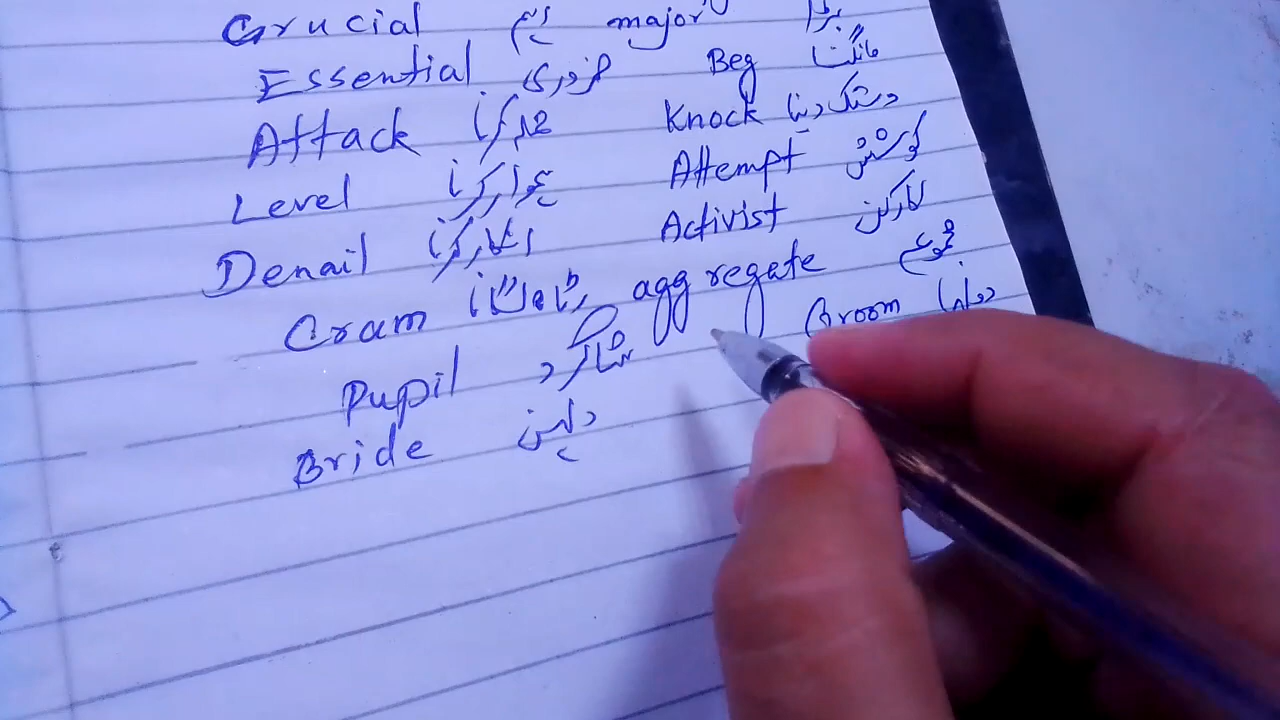 Crucial اہم major بڑا
Essential ضروری Beg مانگنا
Attack حملہ کرنا Knock دستک دینا
Level ہموار کرنا Attempt کوشش
Denail انکار کرنا Activist کارکن
Cram رٹا لگانا aggregate مجموعہ
Pupil شاگرد Groom دولہا
Bride دلہن